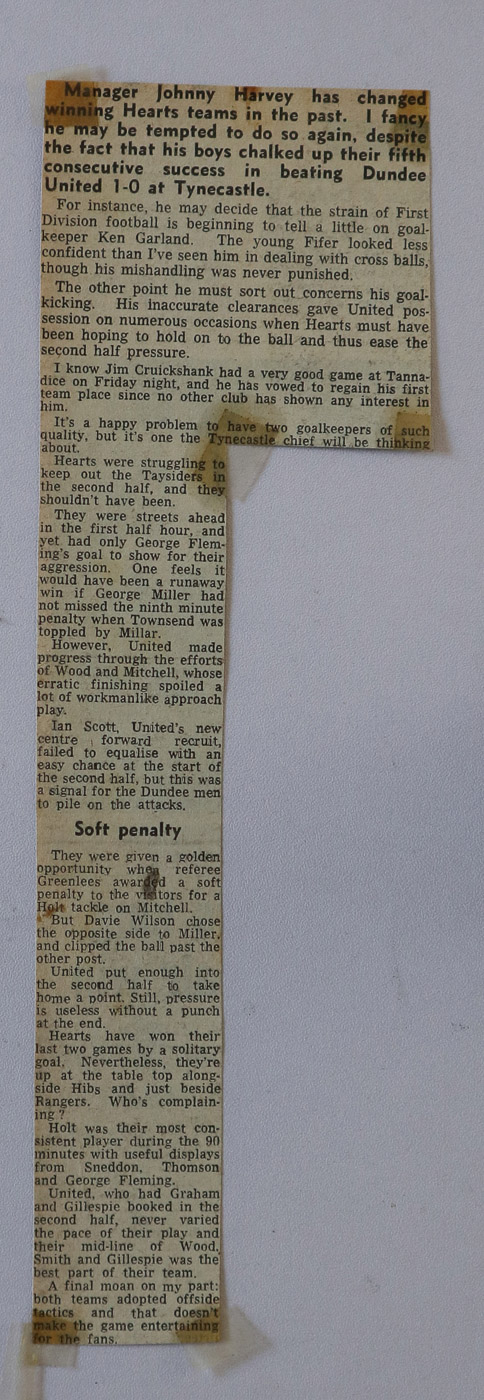 Manager Johnny Harvey has changed
winning Hearts teams in the past. I fancy
he may be tempted to do so again, despite
the fact that his boys chalked up their fifth
consecutive success in beating Dundee
United 1-0 at Tynecastle.
For instance, he may decide that the strain of First
Division football is beginning to tell a little on goal-
keeper Ken Garland. The young Fifer looked less
confident than I've seen him in dealing with cross balls,
though his mishandling was never punished.
The other point he must sort out concerns his goal-
kicking. His inaccurate clearances gave United pos-
session on numerous occasions when Hearts must have
been hoping to hold on to the ball and thus ease the
second half pressure.
I know Jim Cruickshank had a very good game at Tanna-
dice on Friday night, and he has vowed to regain his first
team place since no other club has shown any interest in
him.
It's a happy problem to have two goalkeepers of such
quality, but it's one the Tynecastle chief will be thinking
about.
Hearts were struggling to
keep out the Taysiders in
the second half, and they
shouldn't have been.
They were streets ahead
in the first half hour, and
yet had only George Flem-
ing's goal to show for their
aggression. One feels it
would have been a runaway
win if George Miller had
not missed the ninth minute
penalty when Townsend was
toppled by Millar.
However, United made
progress through the efforts
of Wood and Mitchell, whose
erratic finishing spoiled a
lot of workmanlike approach
play.
Ian Scott, United's new
centre forward recruit,
failed to equalise with an
easy chance at the start of
the second half, but this was
a signal for the Dundee men
to pile on the attacks.
Soft penalty
They were given a golden
opportunity when referee
Greenlees awarded a soft
penalty to the visitors for a
Holt tackle on Mitchell.
But Davie Wilson chose
the opposite side to Miller,
and clipped the ball past the
other post.
United put enough into
the second half to take
home a point. Still, pressure
is useless without a punch
at the end.
Hearts have won their
last two games by a solitary
goal. Nevertheless, they're
up at the table top along-
side Hibs and just beside
Rangers. Who's complain-
ing?
Holt was their most con-
sistent player during the 90
minutes with useful displays
from Sneddon, Thomson
and George Fleming.
United, who had Graham
and Gillespie booked in the
second half, never varied
the pace of their play and
their mid-line of Wood,
Smith and Gillespie was the
best part of their team.
A final moan on my part:
both teams adopted offside
tactics and that doesn't
make the game entertaining
for the fans.